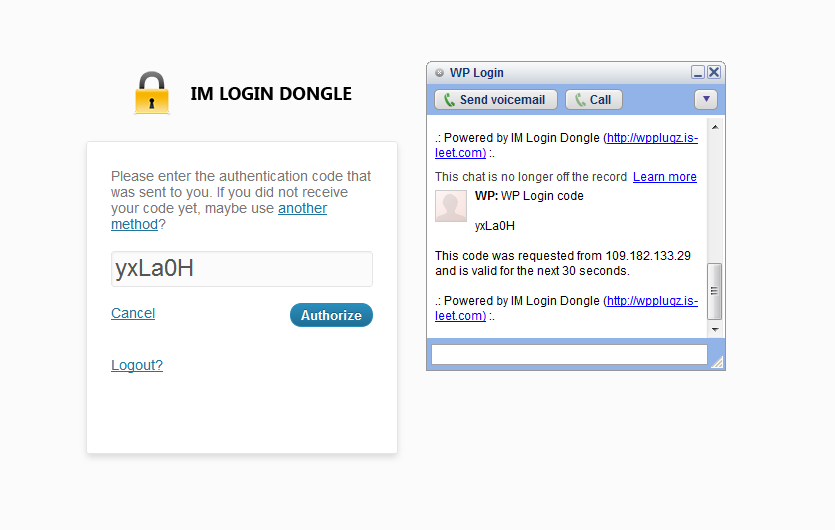 IM LOGIN DONGLE
Please enter the authentication code that
was sent to you. If you did not receive
your code yet, maybe use another
method?
yxLa0H
Cancel
Authorize
Logout?
WP Login
Send voicemail
Call
.: Powered by IM Login Dongle (http://wpplugz.is-
leet.com) :.
This chat is no longer off the record Learn more
WP: WP Login code
yxLa0H
This code was requested from 109.182.133.29
and is valid for the next 30 seconds.
.: Powered by IM Login Dongle (http://wpplugz.is-
leet.com) :.